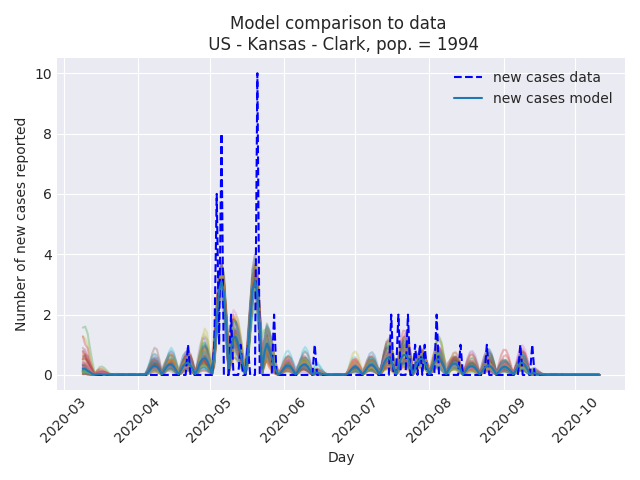 Model comparison to data
US - Kansas - Clark, pop. = 1994
new cases data
new cases model
Number of new cases reported
10
8
6
4
2
0
2020-03
2020-04
2020-05
2020-06
2020-07
2020-08
2020-09
2020-10
Day